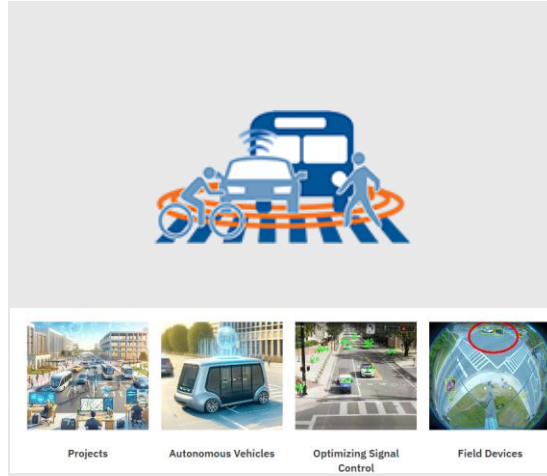 Projects
Autonomous Vehicles
Optimizing Signal
Control
Field Devices